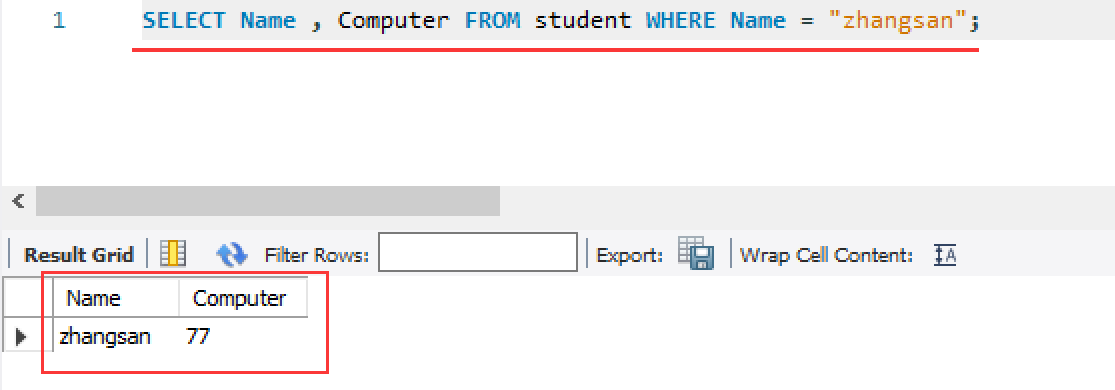 1 SELECT Name , Computer FROM student WHERE Name = "zhangsan";
Result Grid Filter Rows: Export: Wrap Cell Content: A
Name Computer
zhangsan 77